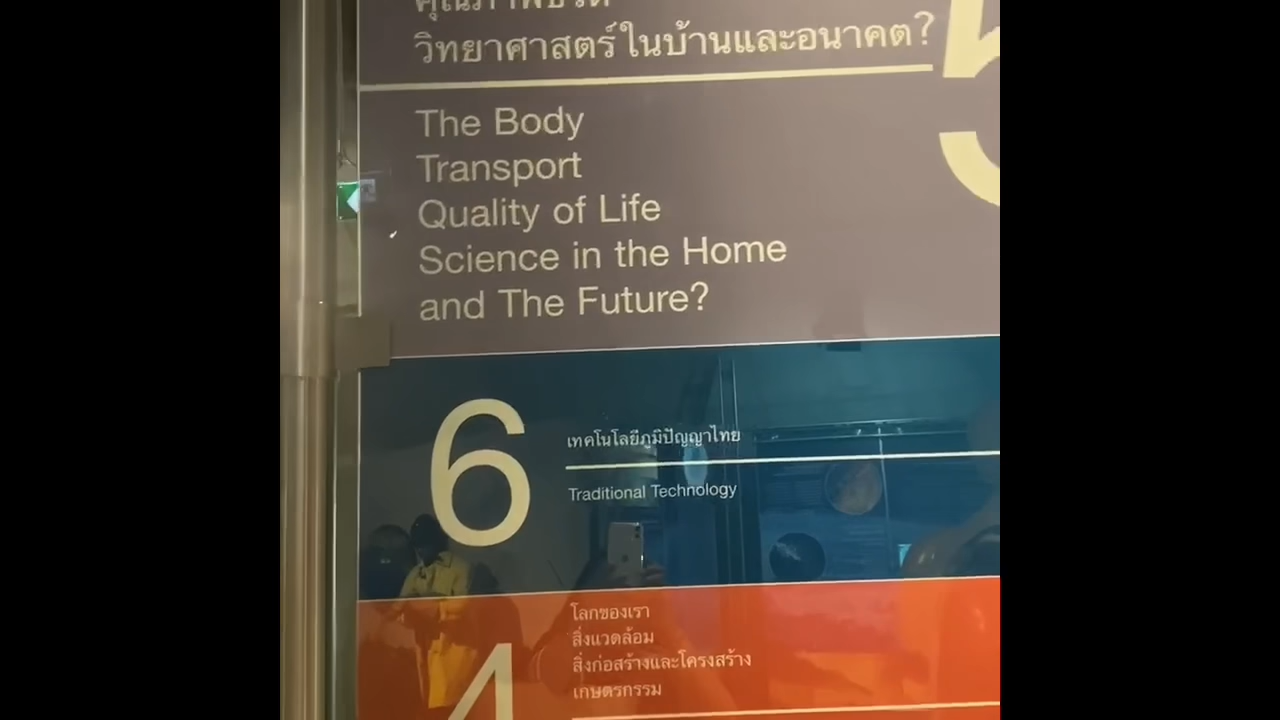 วิทยาศาสตร์ในบ้านและอนาคต?
5
The Body
Transport
Quality of Life
Science in the Home
and The Future?
6
เทคโนโลยีภูมิปัญญาไทย
Traditional Technology
4
โลกของเรา
สิ่งแวดล้อม
สิ่งก่อสร้างและโครงสร้าง
เกษตรกรรม